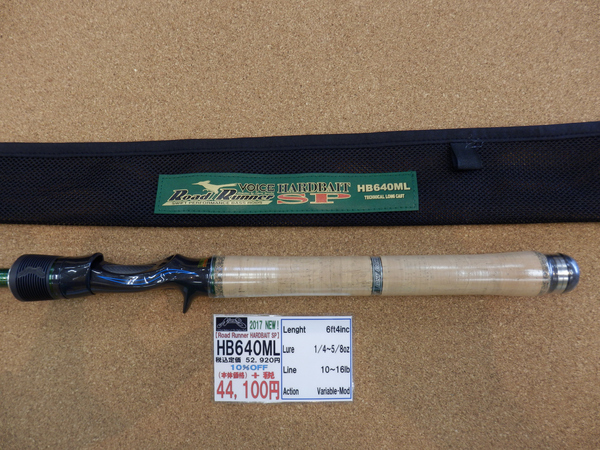 VOICE HARDBAIT
Road Runner SP
HB640ML
TECHNICAL LONG CAST
2017 NEW!
【Road Runner HARDBAIT SP】
HB640ML
税込定価 52,920円
10%OFF
(本体価格) + 税
44,100円
Lenght 6ft4inc
Lure 1/4~5/8oz
Line 10~16lb
Action Variable-Mod